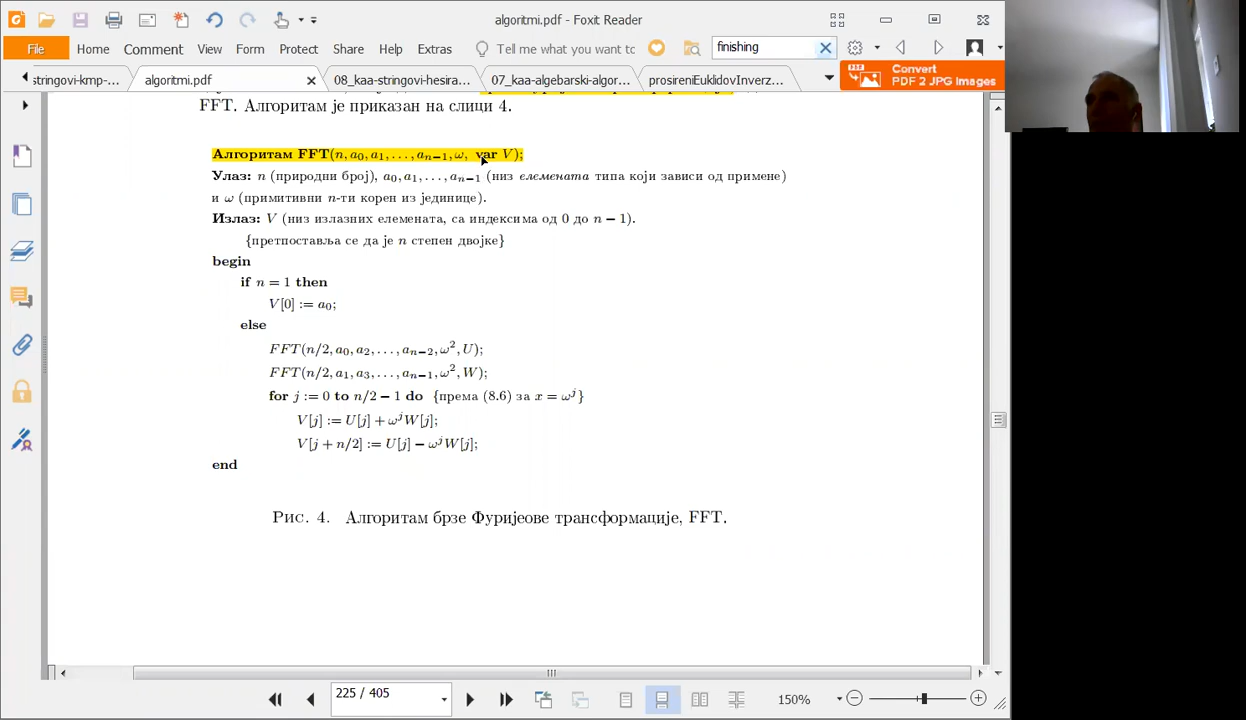 algoritmi.pdf - Foxit Reader
File Home Comment View Form Protect Share Help Extras Tell me what you want to finishing
stringovi-kmp-... algoritmi.pdf 08_kaa-stringovi-hesira... 07_kaa-algebarski-algor... prosireniEuklidovInverz... Convert
PDF 2 JPG Images
FFT. Алгоритам је приказан на слици 4.
Алгоритам FFT(n, a₀, a₁, . . . , aₙ₋₁, ω, var V);
Улаз: n (природни број), a₀, a₁, . . . , aₙ₋₁ (низ елемената типа који зависи од примене)
и ω (примитивни n-ти корен из јединице).
Излаз: V (низ излазних елемената, са индексима од 0 до n − 1).
{претпоставља се да је n степен двојке}
begin
if n = 1 then
V[0] := a₀;
else
FFT(n/2, a₀, a₂, . . . , aₙ₋₂, ω², U);
FFT(n/2, a₁, a₃, . . . , aₙ₋₁, ω², W);
for j := 0 to n/2 − 1 do {према (8.6) за x = ωʲ}
V[j] := U[j] + ωʲW[j];
V[j + n/2] := U[j] − ωʲW[j];
end
Рис. 4. Алгоритам брзе Фуријеове трансформације, FFT.
225 / 405 150%